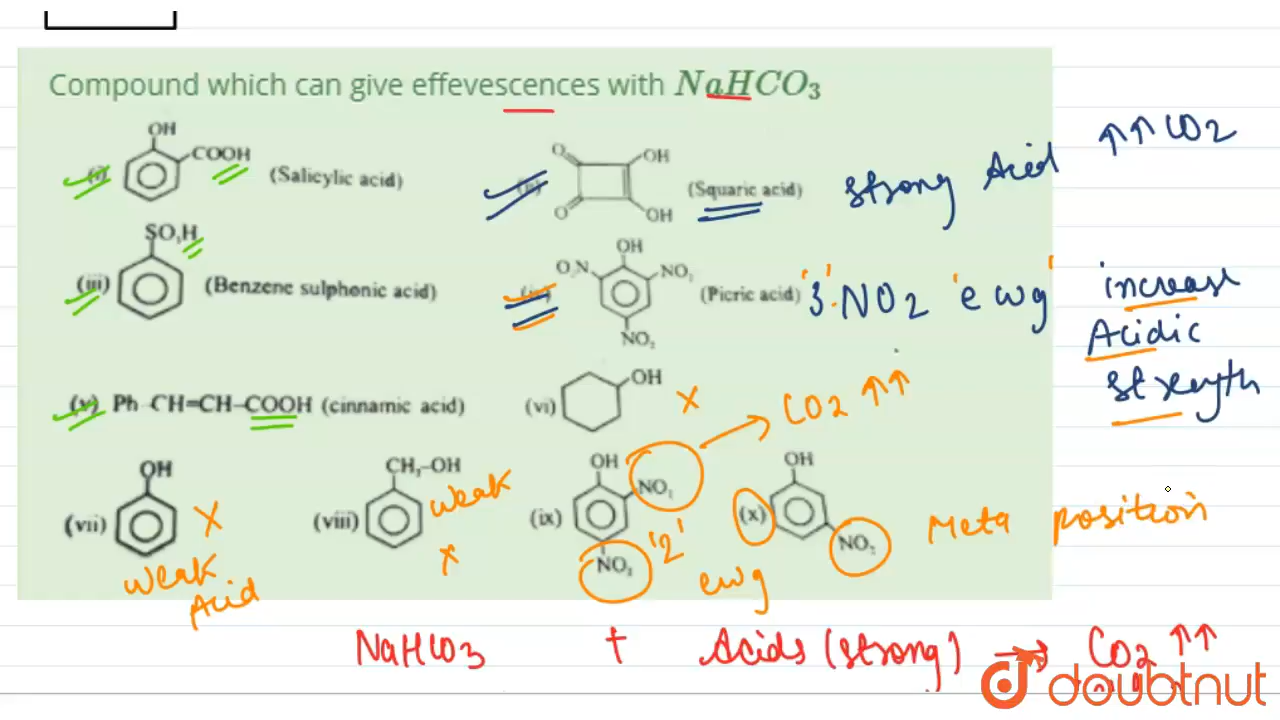 Compound which can give effevescences with NaHCO3
OH
COOH
(i)
(Salicylic acid)
O
OH
O
OH
(Squaric acid)
strong Acid ↑↑ CO2
SO3H
(iii)
(Benzene sulphonic acid)
OH
O2N
NO2
NO2
(Picric acid)
'3'. NO2 'ewg' increase
Acidic
strength
(v) Ph CH=CH-COOH (cinnamic acid)
(vi)
OH
X
CO2 ↑↑
OH
(vii)
X
weak
Acid
CH2-OH
(viii)
weak
X
OH
NO2
(ix)
NO2
'2'
ewg
OH
(x)
NO2
Meta position
NaHCO3 + Acids (strong) → CO2 ↑↑
doubtnut